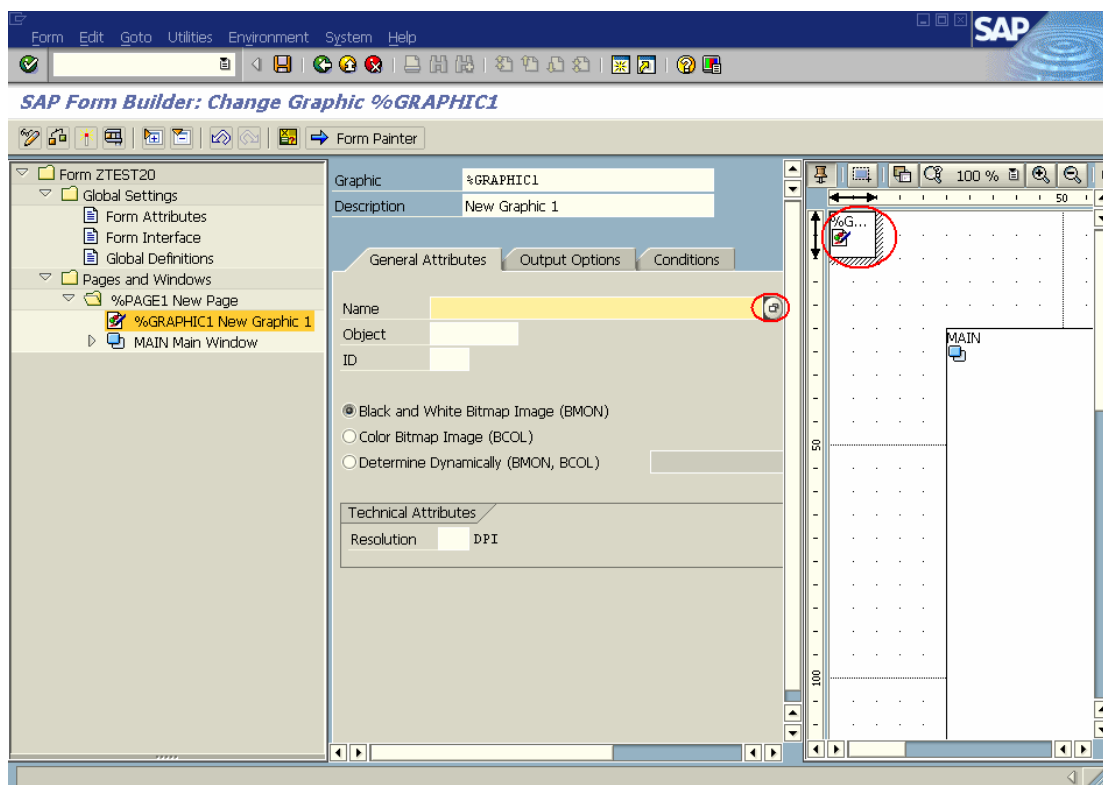 Form Edit Goto Utilities Environment System Help
SAP
SAP Form Builder: Change Graphic %GRAPHIC1
Form Painter
Form ZTEST20
Global Settings
Form Attributes
Form Interface
Global Definitions
Pages and Windows
%PAGE1 New Page
%GRAPHIC1 New Graphic 1
MAIN Main Window
Graphic %GRAPHIC1
Description New Graphic 1
General Attributes Output Options Conditions
Name
Object
ID
Black and White Bitmap Image (BMON)
Color Bitmap Image (BCOL)
Determine Dynamically (BMON, BCOL)
Technical Attributes
Resolution DPI
100 %
50
%G...
MAIN
50
100